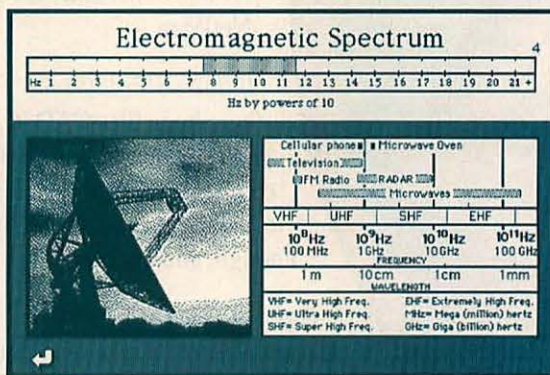 Electromagnetic Spectrum
4
Hz 1 2 3 4 5 6 7 8 9 10 11 12 13 14 15 16 17 18 19 20 21 +
Hz by powers of 10
Cellular phone Microwave Oven
Television
FM Radio RADAR
Microwaves
VHF UHF SHF EHF
10⁸Hz 10⁹Hz 10¹⁰Hz 10¹¹Hz
100 MHz 1GHz 10GHz 100 GHz
FREQUENCY
1 m 10cm 1cm 1mm
WAVELENGTH
VHF= Very High Freq. EHF= Extremely High Freq.
UHF= Ultra High Freq. MHz= Mega (million) hertz
SHF= Super High Freq. GHz= Giga (billion) hertz